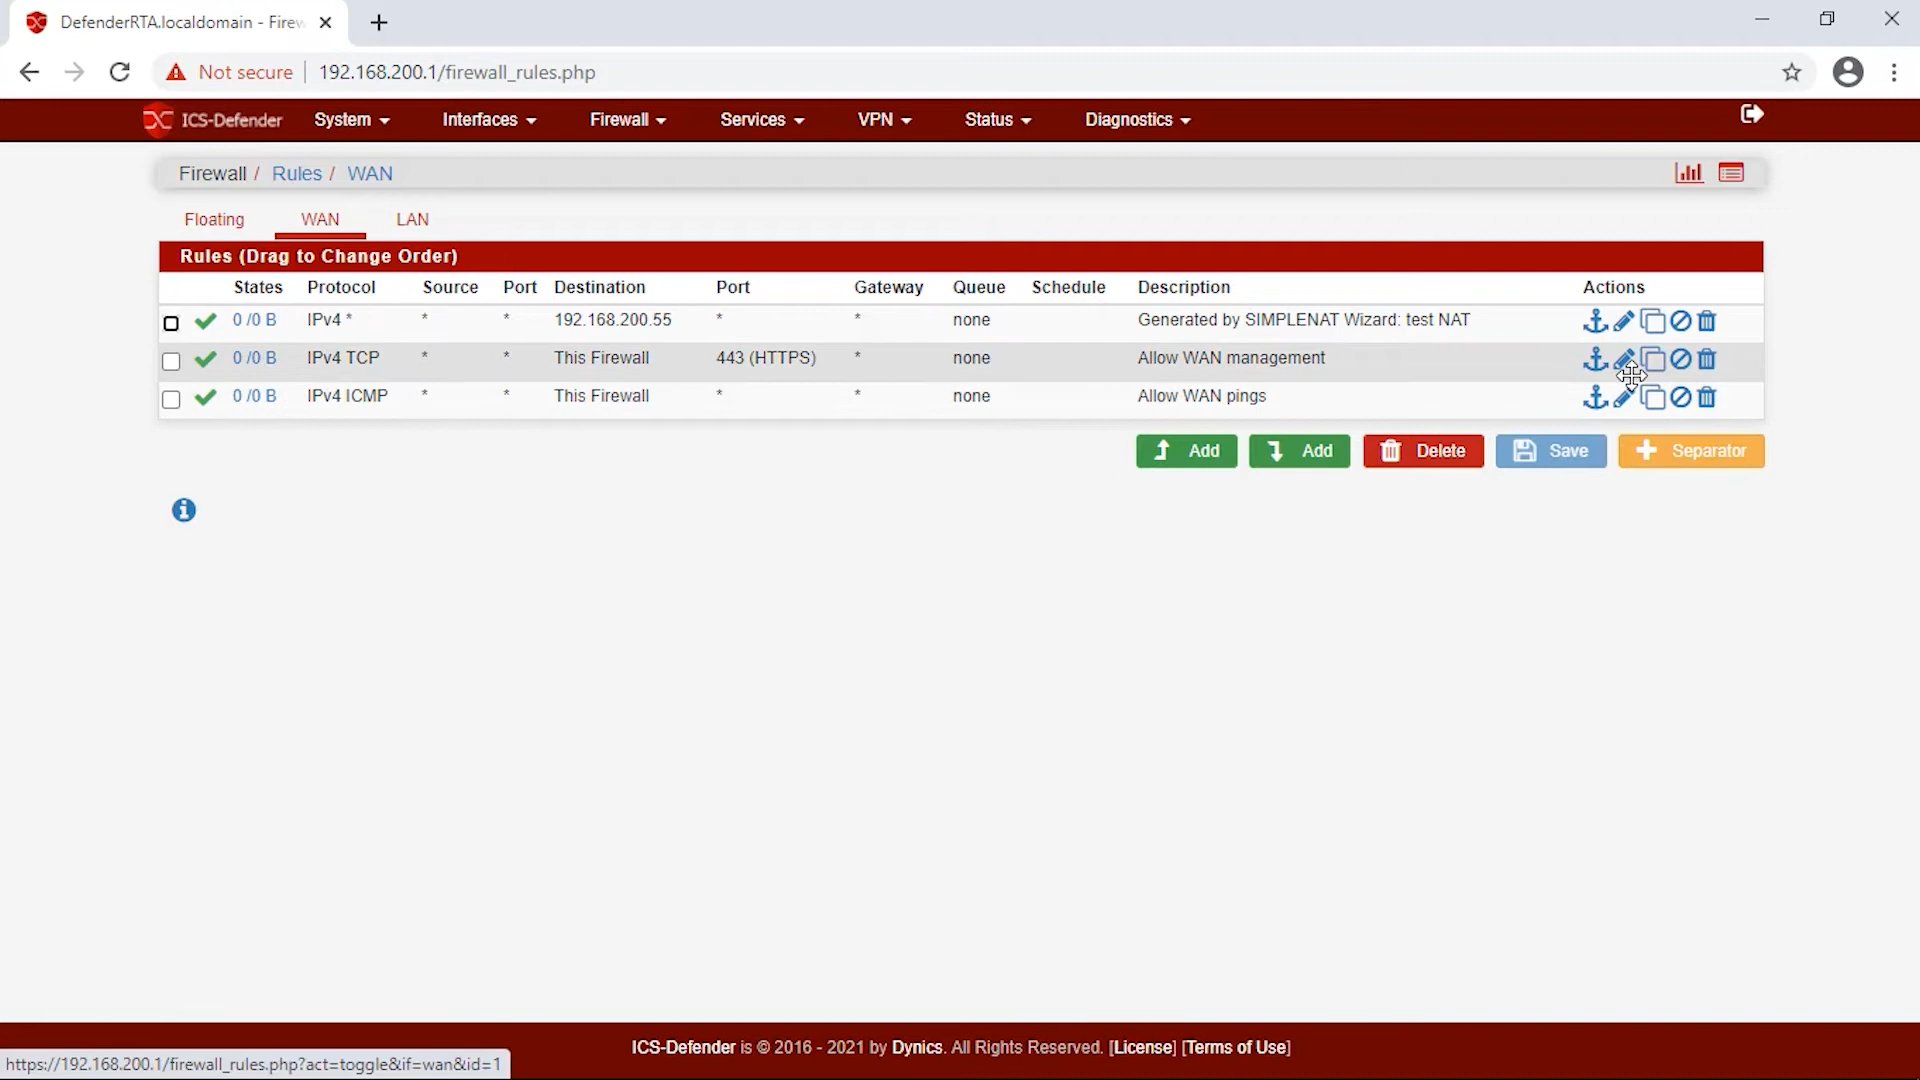 DefenderRTA.localdomain - Firew
Not secure 192.168.200.1/firewall_rules.php
ICS-Defender System Interfaces Firewall Services VPN Status Diagnostics
Firewall / Rules / WAN
Floating WAN LAN
Rules (Drag to Change Order)
States Protocol Source Port Destination Port Gateway Queue Schedule Description Actions
0 /0 B IPv4 * * * 192.168.200.55 * * none Generated by SIMPLENAT Wizard: test NAT
0 /0 B IPv4 TCP * * This Firewall 443 (HTTPS) * none Allow WAN management
0 /0 B IPv4 ICMP * * This Firewall * * none Allow WAN pings
Add Add Delete Save Separator
ICS-Defender is © 2016 - 2021 by Dynics. All Rights Reserved. [License] [Terms of Use]
https://192.168.200.1/firewall_rules.php?act=toggle&if=wan&id=1